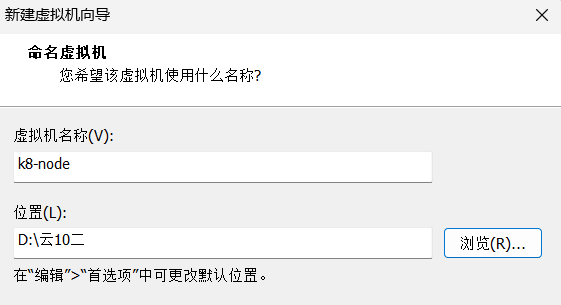 新建虚拟机向导
命名虚拟机
您希望该虚拟机使用什么名称?
虚拟机名称(V):
k8-node
位置(L):
D:\云10二
浏览(R)...
在“编辑”>“首选项”中可更改默认位置。